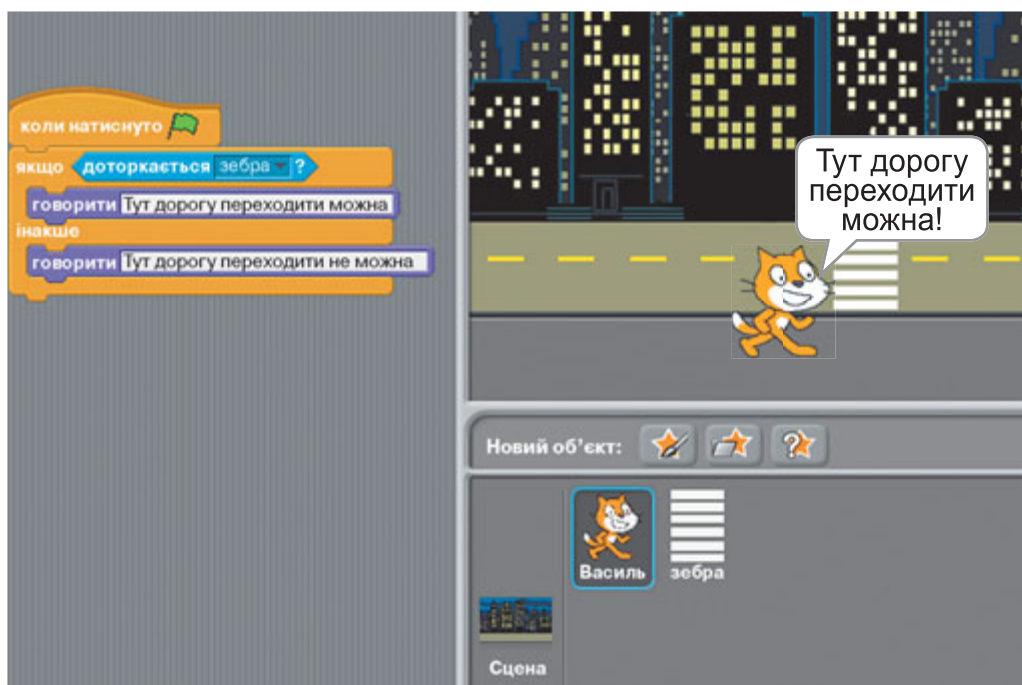 коли натиснуто
якщо доторкається зебра ?
говорити Тут дорогу переходити можна
інакше
говорити Тут дорогу переходити не можна
Тут дорогу
переходити
можна!
Новий об'єкт:
Василь
зебра
Сцена